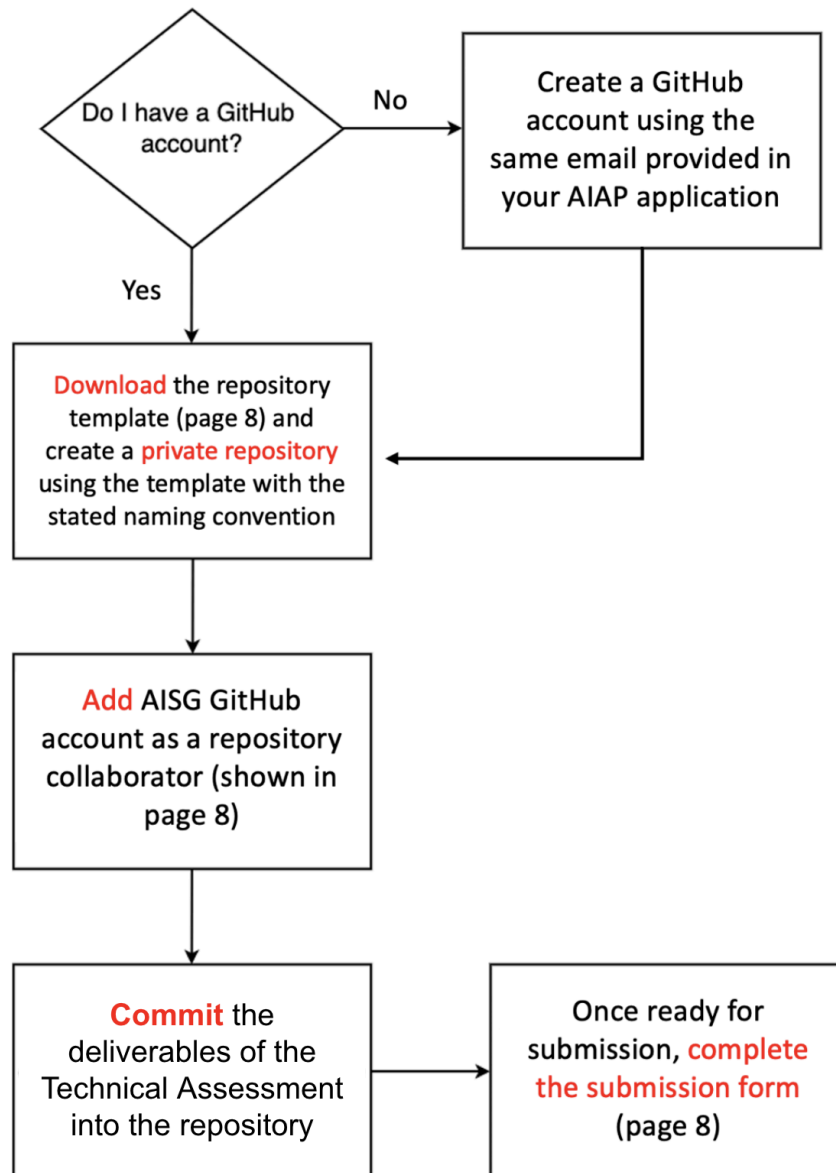 Do I have a GitHub
account?
No
Create a GitHub
account using the
same email provided in
your AIAP application
Yes
Download the repository
template (page 8) and
create a private repository
using the template with the
stated naming convention
Add AISG GitHub
account as a repository
collaborator (shown in
page 8)
Commit the
deliverables of the
Technical Assessment
into the repository
Once ready for
submission, complete
the submission form
(page 8)